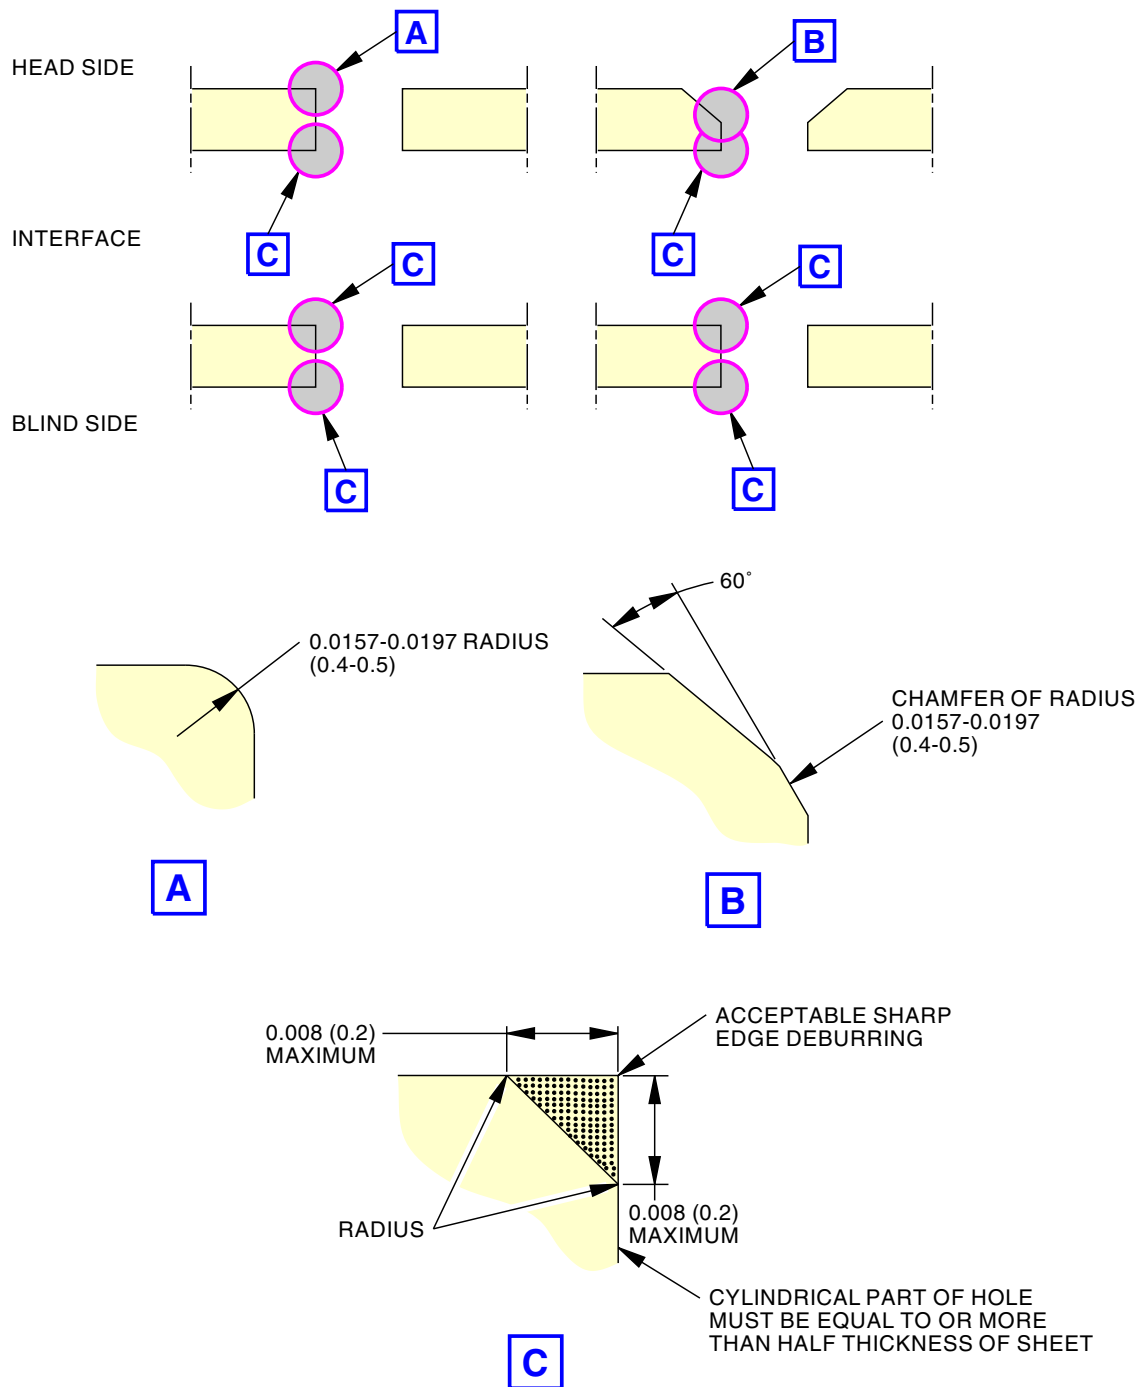 A
B
HEAD SIDE
C
C
INTERFACE
C
C
BLIND SIDE
C
C
60°
0.0157-0.0197 RADIUS
(0.4-0.5)
CHAMFER OF RADIUS
0.0157-0.0197
(0.4-0.5)
A
B
0.008 (0.2)
MAXIMUM
ACCEPTABLE SHARP
EDGE DEBURRING
RADIUS
0.008 (0.2)
MAXIMUM
CYLINDRICAL PART OF HOLE
MUST BE EQUAL TO OR MORE
THAN HALF THICKNESS OF SHEET
C